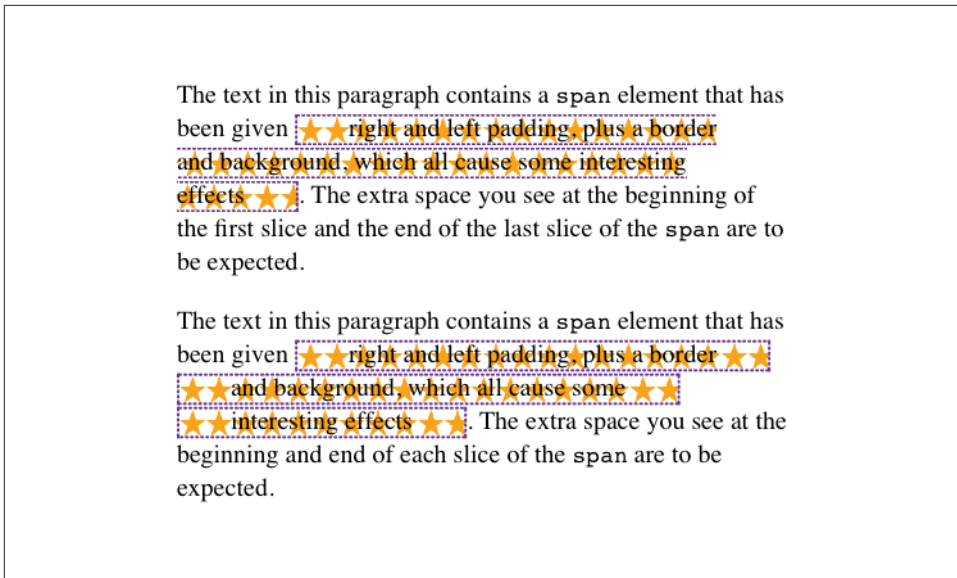 The text in this paragraph contains a span element that has
been given right and left padding, plus a border
and background, which all cause some interesting
effects. The extra space you see at the beginning of
the first slice and the end of the last slice of the span are to
be expected.
The text in this paragraph contains a span element that has
been given right and left padding, plus a border
and background, which all cause some
interesting effects. The extra space you see at the
beginning and end of each slice of the span are to be
expected.